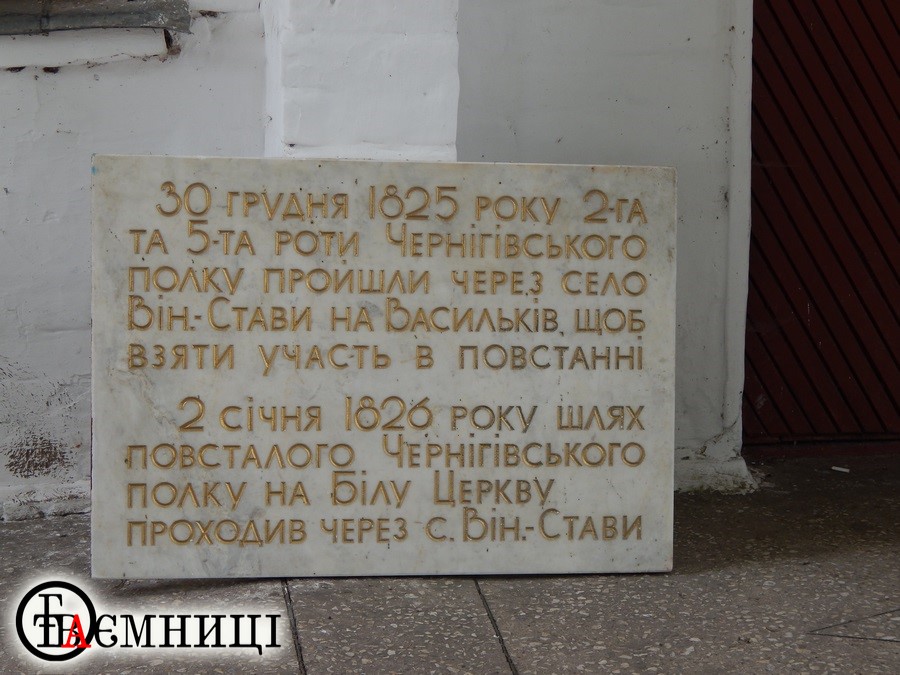 30 грудня 1825 року 2-га
та 5-та роти Чернігівського
полку пройшли через село
Він.-Стави на Васильків, щоб
взяти участь в повстанні
2 січня 1826 року шлях
повсталого Чернігівського
полку на Білу Церкву
проходив через с. Він.-Стави
ТАЄМНИЦІ